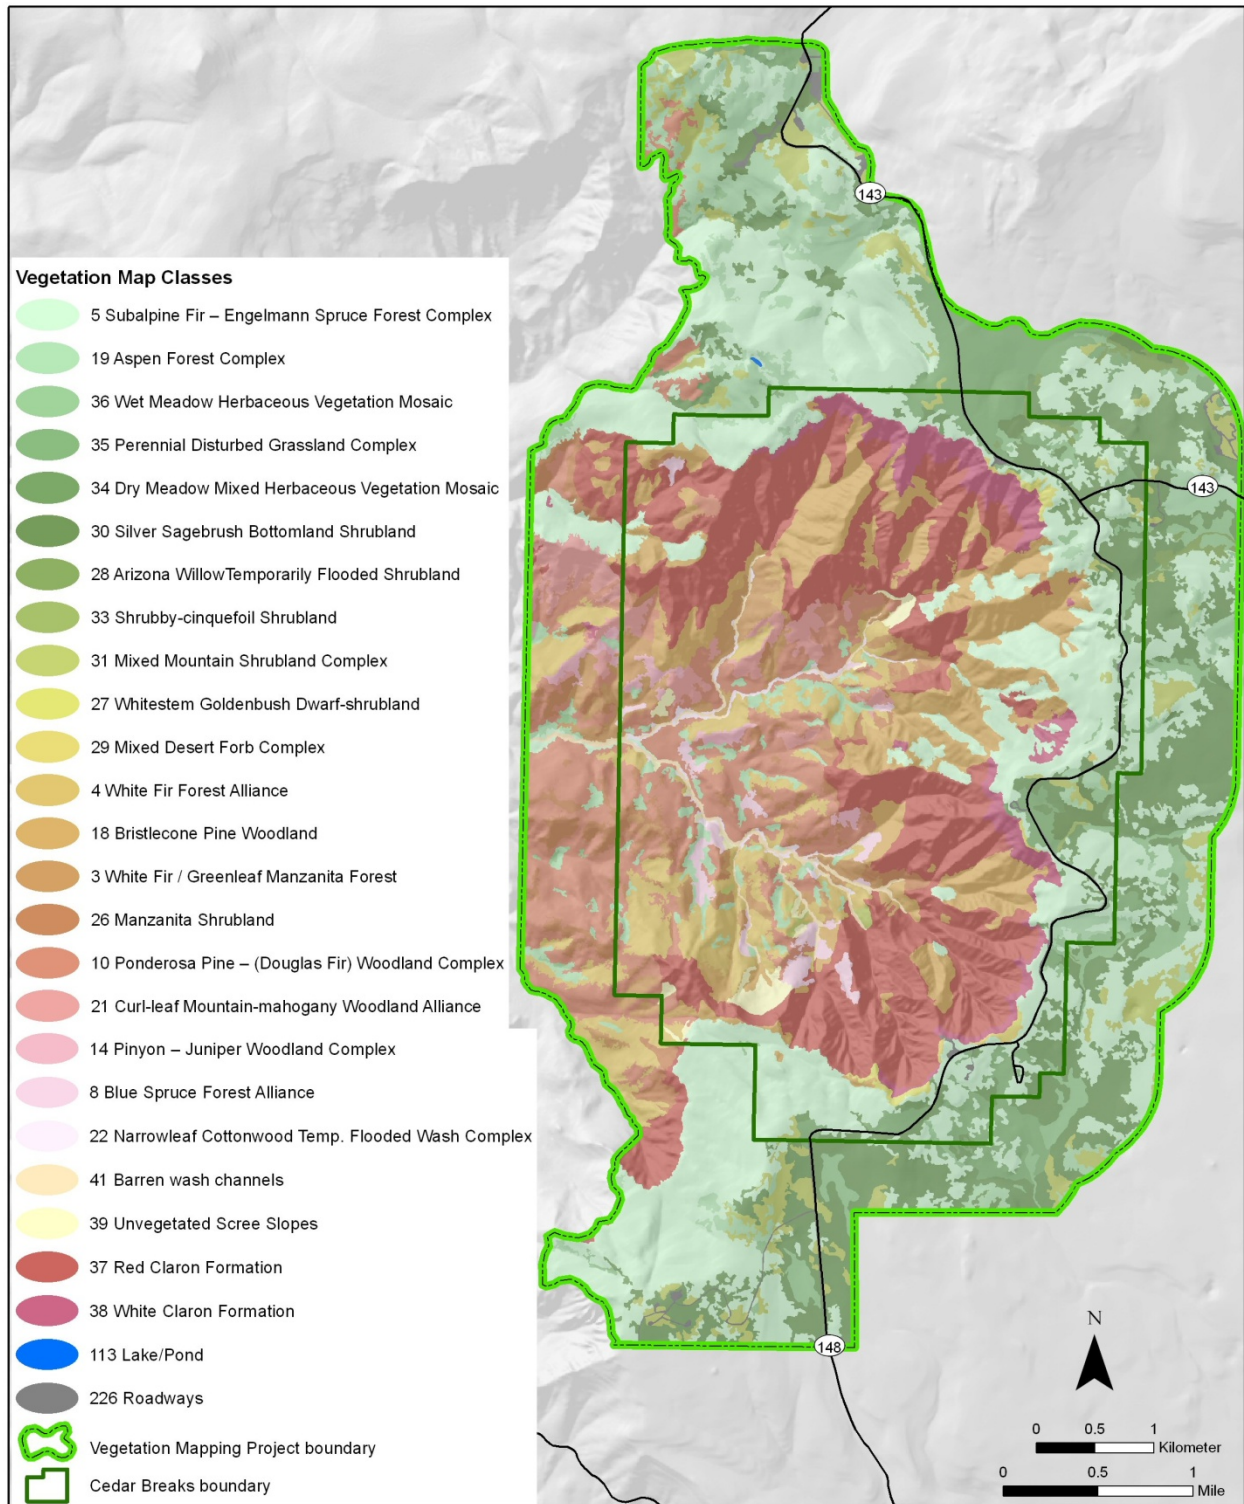 143
Vegetation Map Classes
5 Subalpine Fir – Engelmann Spruce Forest Complex
19 Aspen Forest Complex
36 Wet Meadow Herbaceous Vegetation Mosaic
35 Perennial Disturbed Grassland Complex
34 Dry Meadow Mixed Herbaceous Vegetation Mosaic
143
30 Silver Sagebrush Bottomland Shrubland
28 Arizona WillowTemporarily Flooded Shrubland
33 Shrubby-cinquefoil Shrubland
31 Mixed Mountain Shrubland Complex
27 Whitestem Goldenbush Dwarf-shrubland
29 Mixed Desert Forb Complex
4 White Fir Forest Alliance
18 Bristlecone Pine Woodland
3 White Fir / Greenleaf Manzanita Forest
26 Manzanita Shrubland
10 Ponderosa Pine – (Douglas Fir) Woodland Complex
21 Curl-leaf Mountain-mahogany Woodland Alliance
14 Pinyon – Juniper Woodland Complex
8 Blue Spruce Forest Alliance
22 Narrowleaf Cottonwood Temp. Flooded Wash Complex
41 Barren wash channels
39 Unvegetated Scree Slopes
37 Red Claron Formation
38 White Claron Formation
113 Lake/Pond
226 Roadways
Vegetation Mapping Project boundary
Cedar Breaks boundary
148
N
0 0.5 1
Kilometer
0 0.5 1
Mile